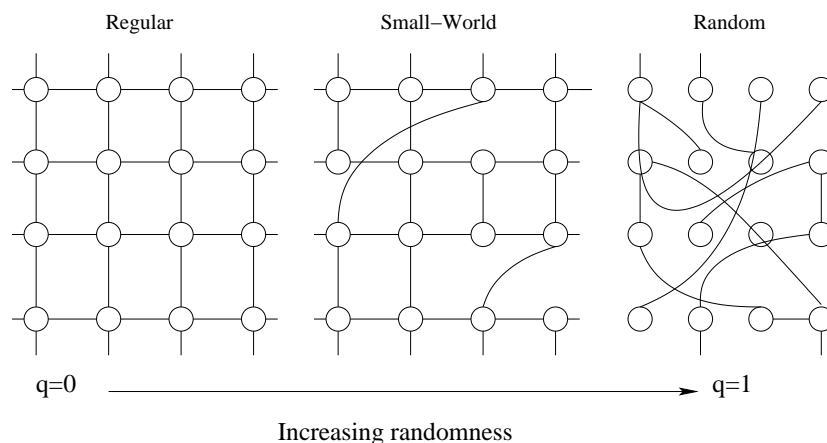 Regular
Small–World
Random
q=0
q=1
Increasing randomness